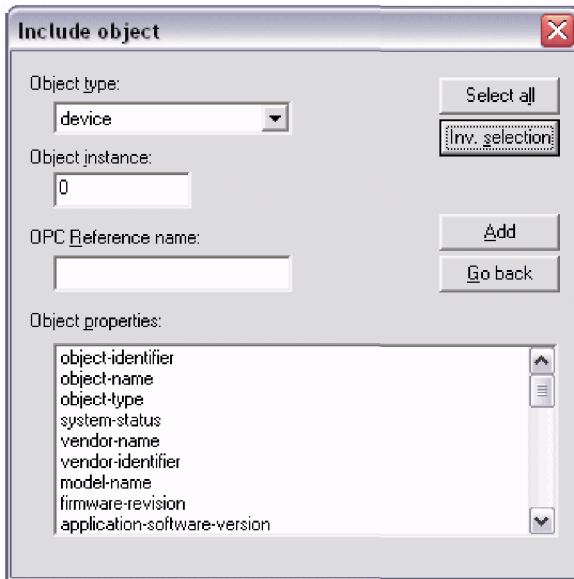 Include object
Object type:
device
Select all
Inv. selection
Object instance:
0
OPC Reference name:
Add
Go back
Object properties:
object-identifier
object-name
object-type
system-status
vendor-name
vendor-identifier
model-name
firmware-revision
application-software-version